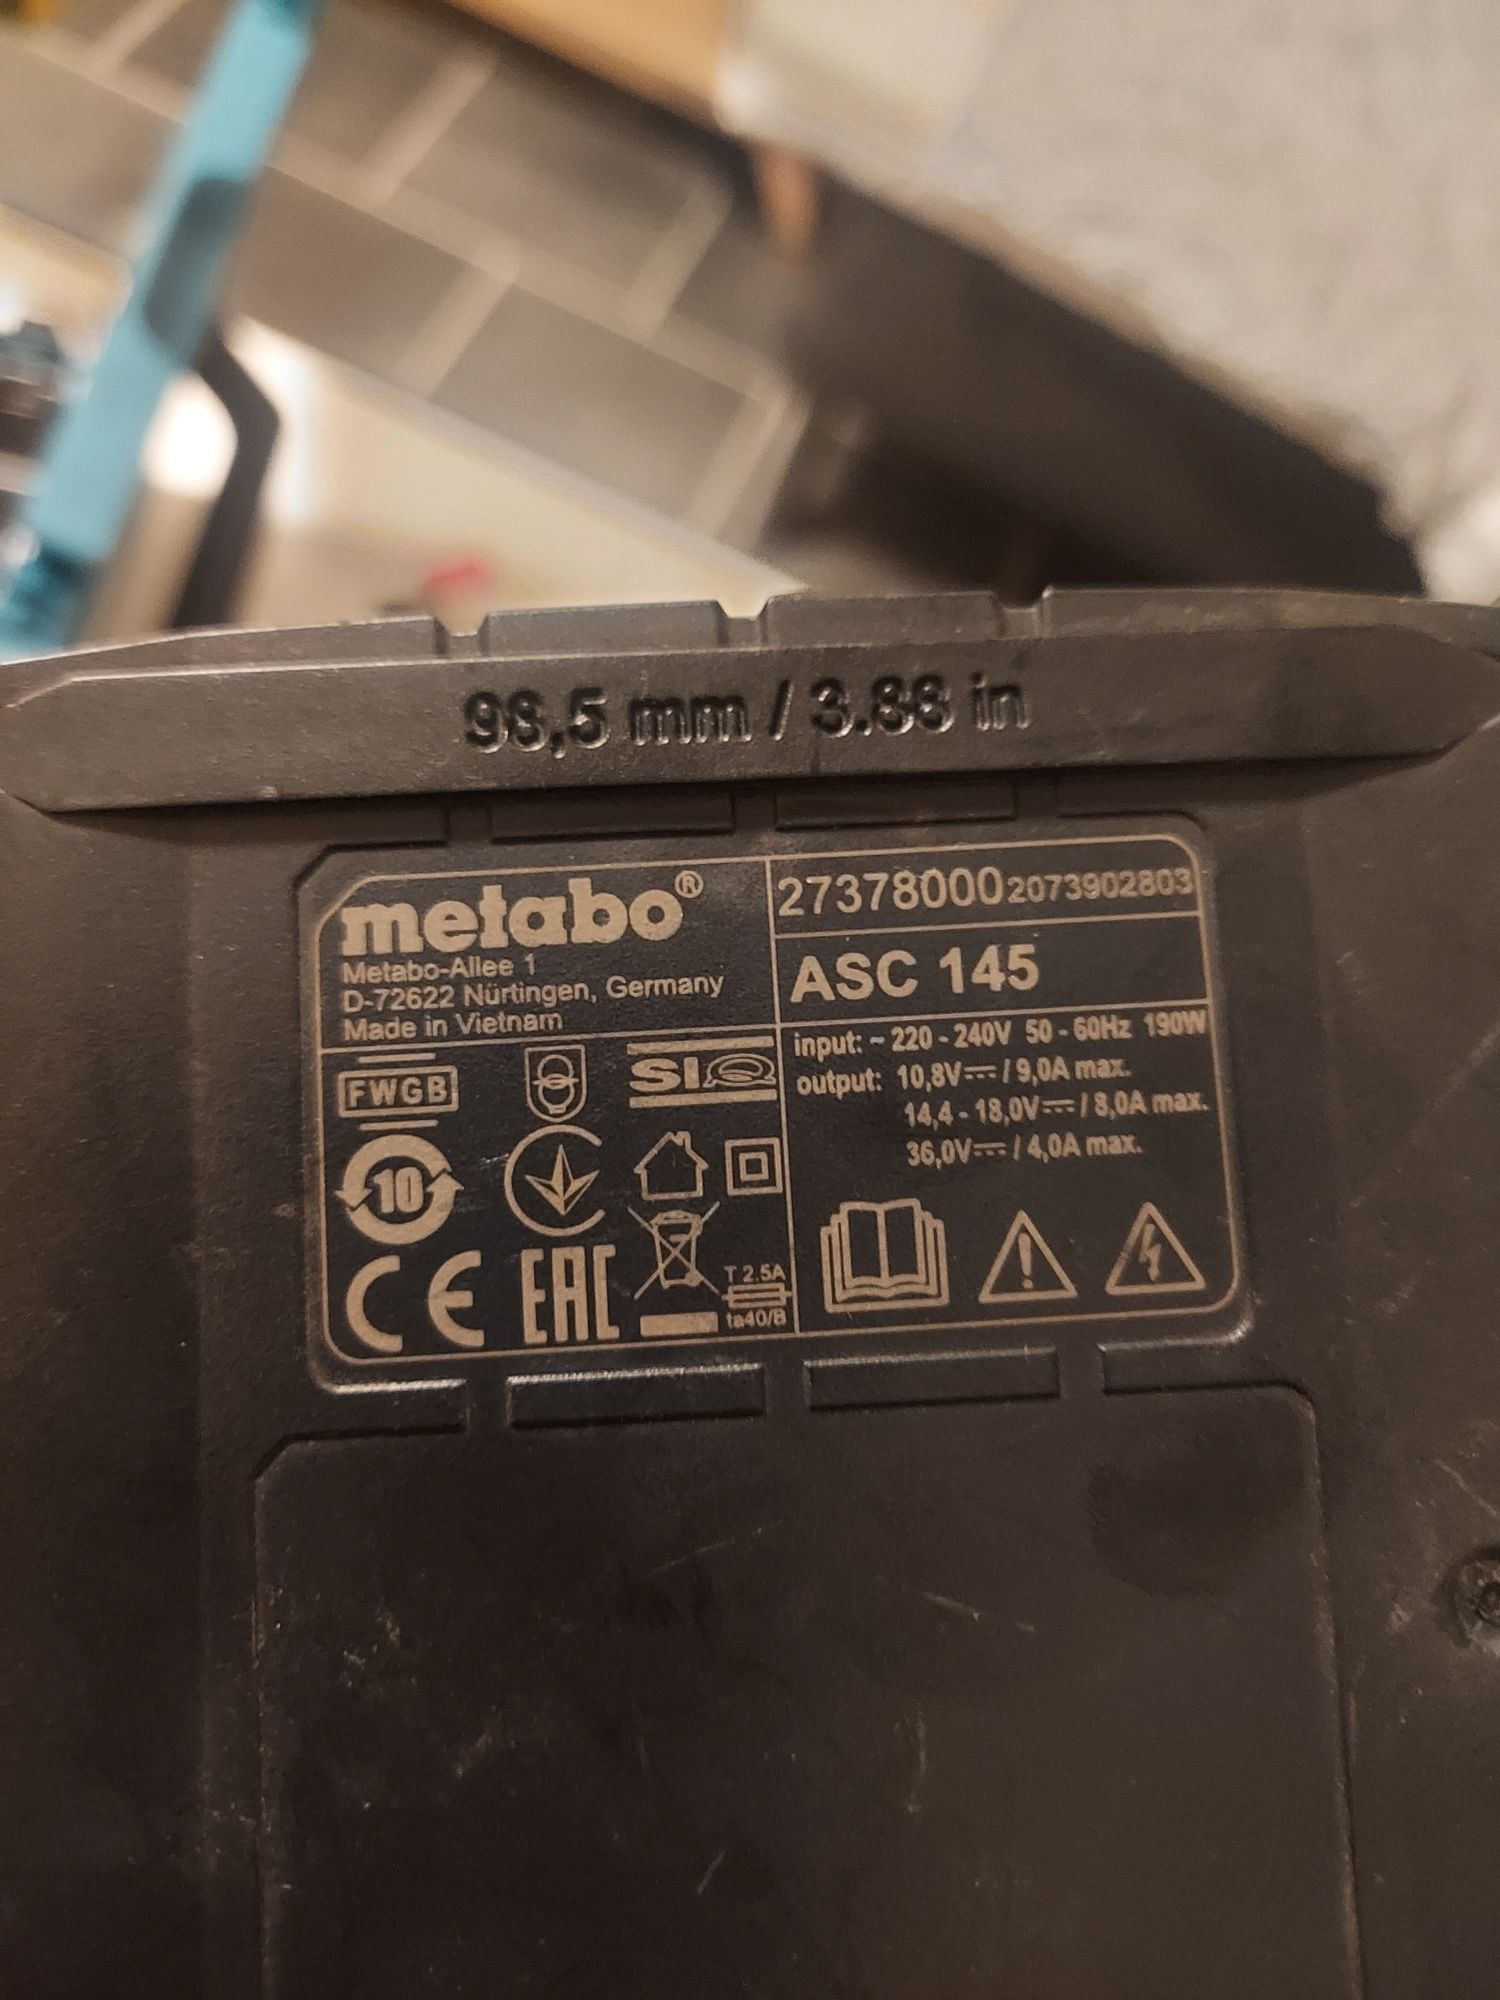 98,5 mm / 3.88 in
metabo®
Metabo-Allee 1
D-72622 Nürtingen, Germany
Made in Vietnam
27378000 2073902803
ASC 145
input: ~ 220 - 240V 50 - 60Hz 190W
output: 10,8V⎓ / 9,0A max.
14,4 - 18,0V⎓ / 8,0A max.
36,0V⎓ / 4,0A max.
FWGB
SIQ
10
CE
EAC
T 2.5A
ta40/B